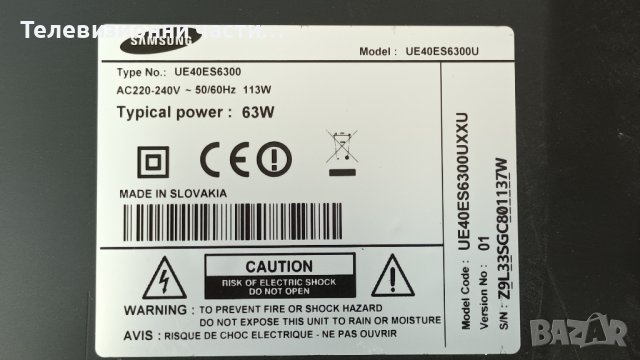 Телевизионни части...
SAMSUNG
Model : UE40ES6300U
Type No.: UE40ES6300
AC220-240V ~ 50/60Hz 113W
Typical power : 63W
MADE IN SLOVAKIA
CAUTION
RISK OF ELECTRIC SHOCK
DO NOT OPEN
WARNING : TO PREVENT FIRE OR SHOCK HAZARD
DO NOT EXPOSE THIS UNIT TO RAIN OR MOISTURE
AVIS : RISQUE DE CHOC ELECTRIQUE - NE PAS OUVRIR
Model Code : UE40ES6300UXXU
Version No : 01
S/N : Z9L33SGC801137W
BAZAR
bg